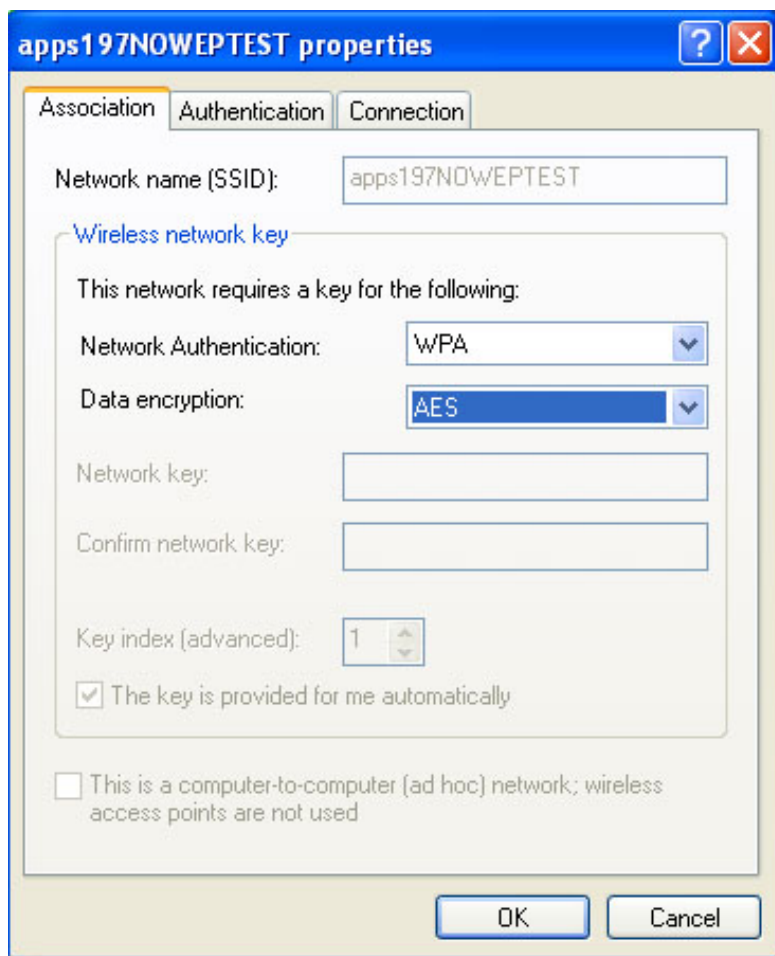 apps197NOWEPTEST properties
Association Authentication Connection
Network name (SSID): apps197NOWEPTEST
Wireless network key
This network requires a key for the following:
Network Authentication: WPA
Data encryption: AES
Network key:
Confirm network key:
Key index (advanced): 1
The key is provided for me automatically
This is a computer-to-computer (ad hoc) network; wireless
access points are not used
OK Cancel